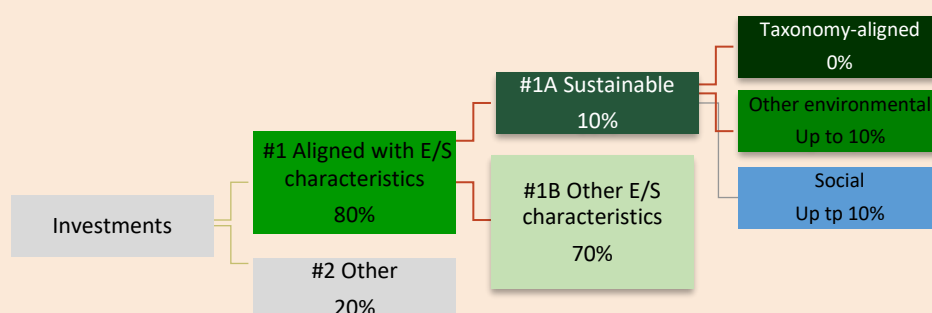 Investments
#1 Aligned with E/S
characteristics
80%
#2 Other
20%
#1A Sustainable
10%
#1B Other E/S
characteristics
70%
Taxonomy-aligned
0%
Other environmental
Up to 10%
Social
Up tp 10%